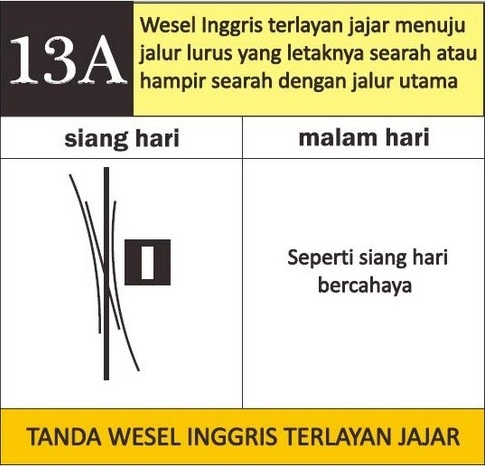 13A
Wesel Inggris terlayan jajar menuju
jalur lurus yang letaknya searah atau
hampir searah dengan jalur utama
siang hari
malam hari
Seperti siang hari
bercahaya
TANDA WESEL INGGRIS TERLAYAN JAJAR